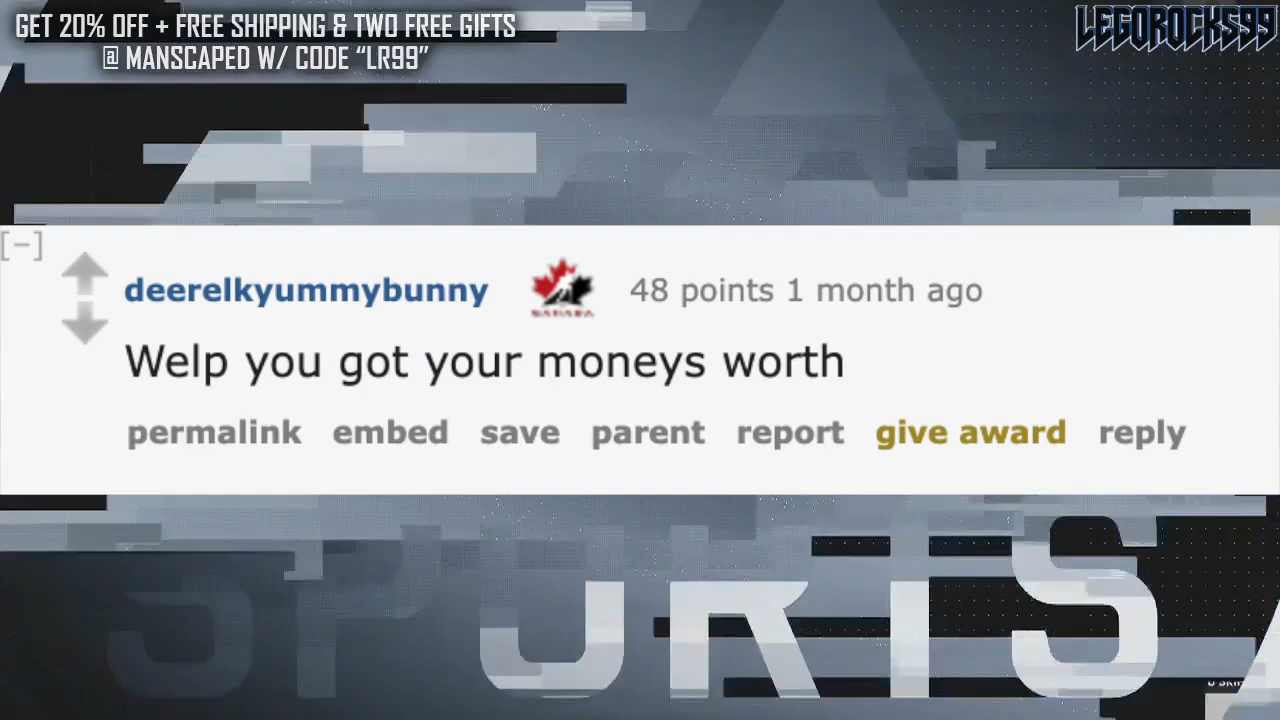 GET 20% OFF + FREE SHIPPING & TWO FREE GIFTS
@ MANSCAPED W/ CODE “LR99”
LEGOROCKS99
[–]
deerelkyummybunny 48 points 1 month ago
Welp you got your moneys worth
permalink embed save parent report give award reply
SPORTS